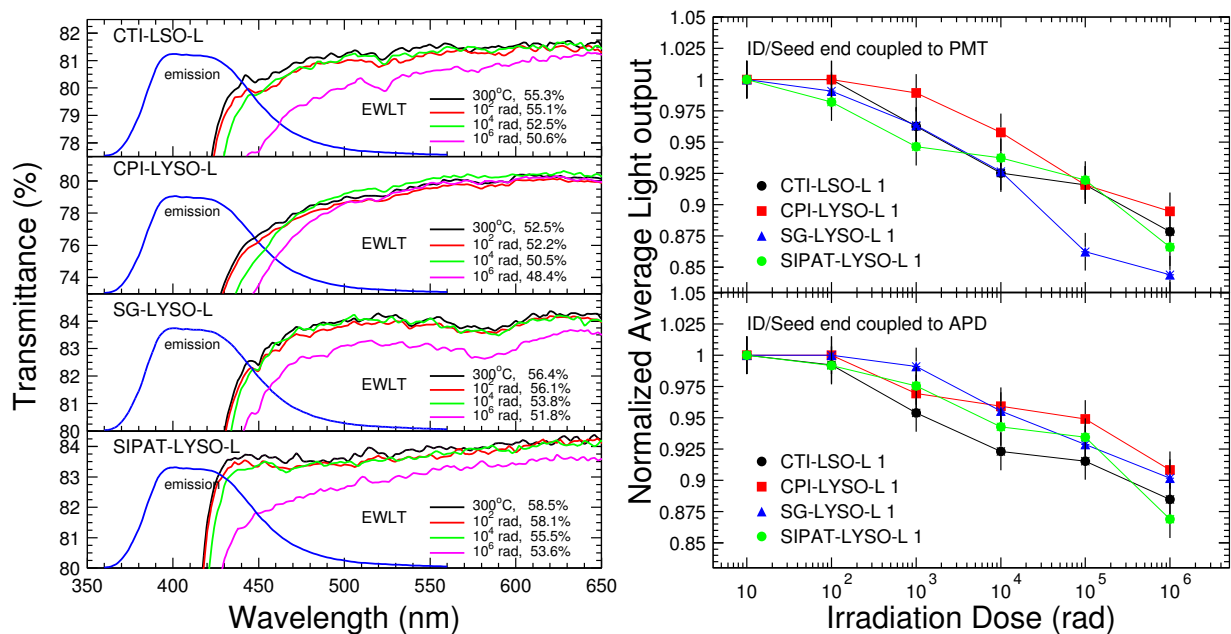 Transmittance (%)
CTI-LSO-L
emission
EWLT
300°C, 55.3%
10² rad, 55.1%
10⁴ rad, 52.5%
10⁶ rad, 50.6%
82
81
80
79
78
CPI-LYSO-L
emission
EWLT
300°C, 52.5%
10² rad, 52.2%
10⁴ rad, 50.5%
10⁶ rad, 48.4%
80
78
76
74
SG-LYSO-L
emission
EWLT
300°C, 56.4%
10² rad, 56.1%
10⁴ rad, 53.8%
10⁶ rad, 51.8%
84
83
82
81
80
SIPAT-LYSO-L
emission
EWLT
300°C, 58.5%
10² rad, 58.1%
10⁴ rad, 55.5%
10⁶ rad, 53.6%
84
83
82
81
80
350 400 450 500 550 600 650
Wavelength (nm)
Normalized Average Light output
1.05
1.025
1
0.975
0.95
0.925
0.9
0.875
0.85
ID/Seed end coupled to PMT
CTI-LSO-L 1
CPI-LYSO-L 1
SG-LYSO-L 1
SIPAT-LYSO-L 1
1.05
1.025
1
0.975
0.95
0.925
0.9
0.875
0.85
ID/Seed end coupled to APD
CTI-LSO-L 1
CPI-LYSO-L 1
SG-LYSO-L 1
SIPAT-LYSO-L 1
10 10² 10³ 10⁴ 10⁵ 10⁶
Irradiation Dose (rad)